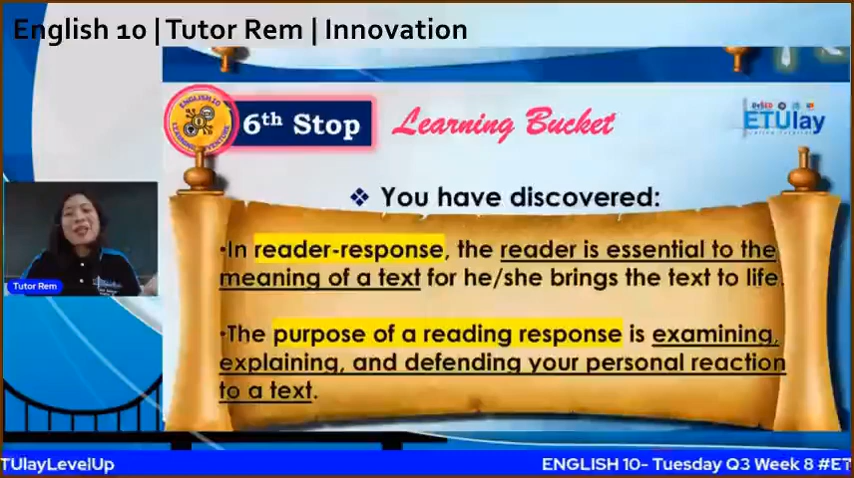 English 10 | Tutor Rem | Innovation
ENGLISH 10
6th Stop
Learning Bucket
DepED
ETUlay
❖ You have discovered:
•In reader-response, the reader is essential to the
meaning of a text for he/she brings the text to life.
•The purpose of a reading response is examining,
explaining, and defending your personal reaction
to a text.
Tutor Rem
TUlayLevelUp
ENGLISH 10- Tuesday Q3 Week 8 #ET